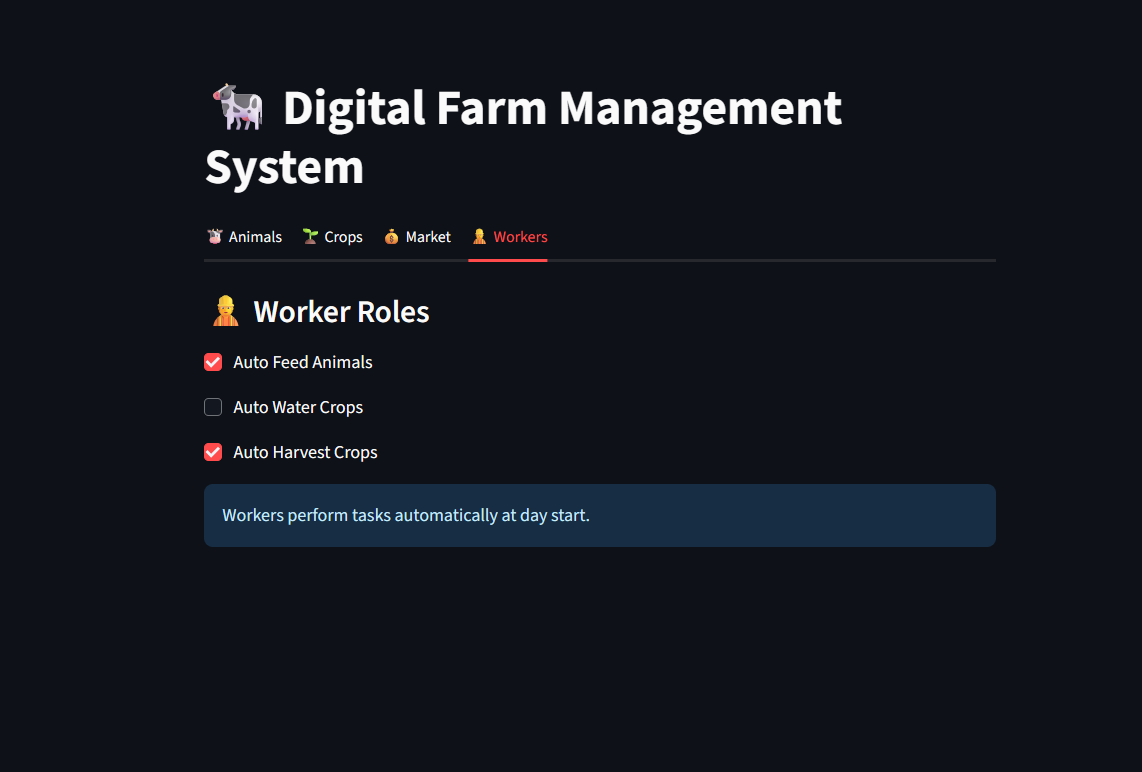 Digital Farm Management
System
Animals Crops Market Workers
Worker Roles
Auto Feed Animals
Auto Water Crops
Auto Harvest Crops
Workers perform tasks automatically at day start.